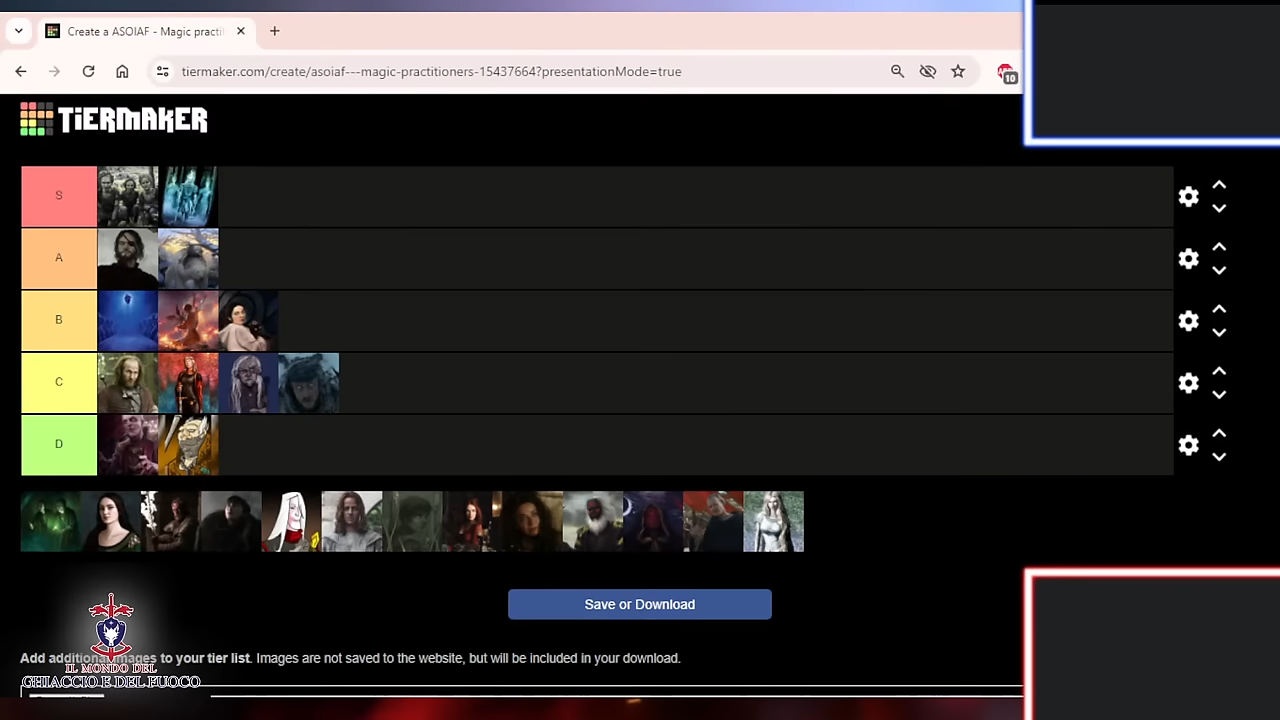 Create a ASOIAF - Magic practi
tiermaker.com/create/asoiaf---magic-practitioners-15437664?presentationMode=true
10
TiERMAKER
S
A
B
C
D
Save or Download
Add additional images to your tier list. Images are not saved to the website, but will be included in your download.
IL MONDO DEL
GHIACCIO E DEL FUOCO